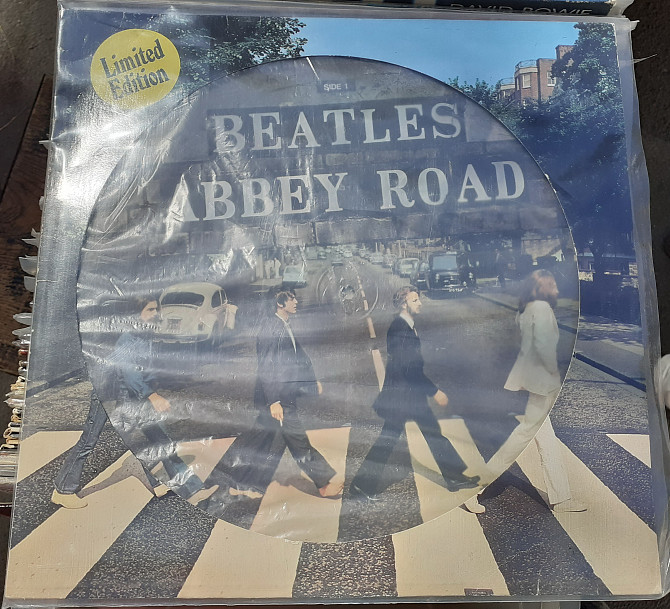 DAVID BOWIE
Limited
Edition
SIDE 1
BEATLES
ABBEY ROAD